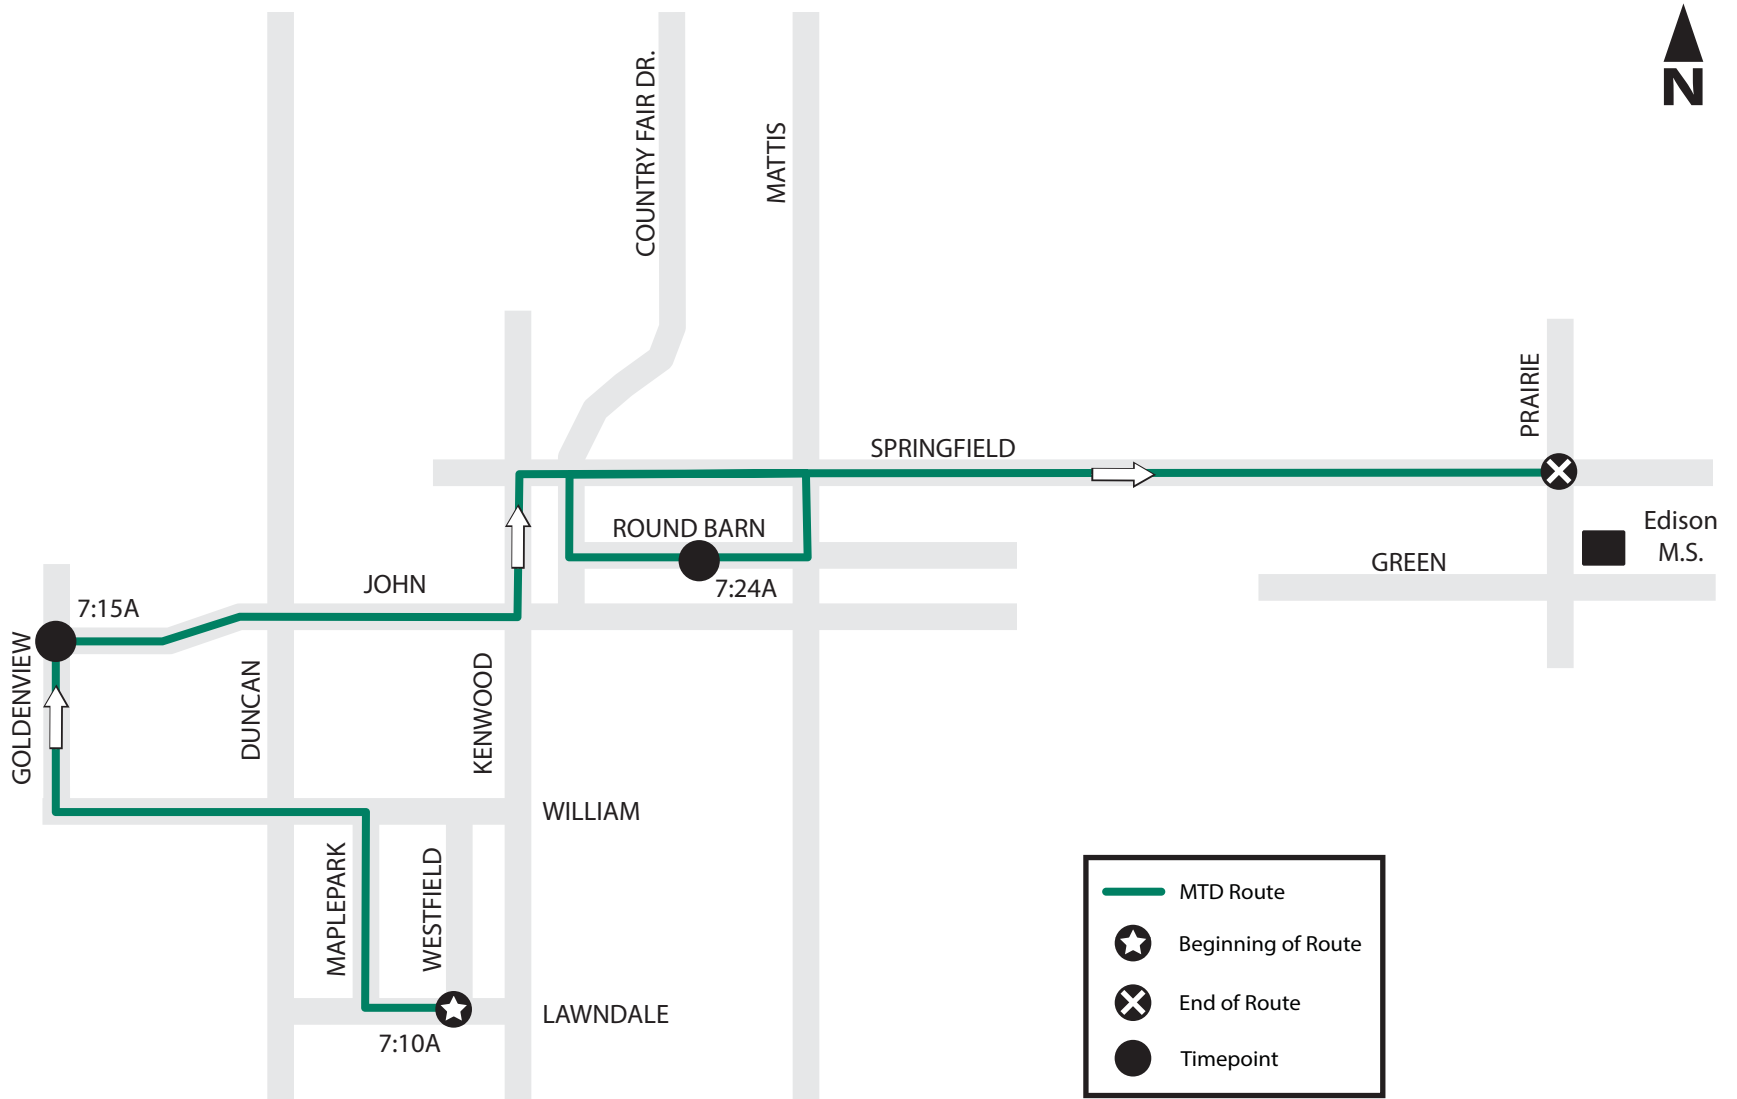 N
COUNTRY FAIR DR.
MATTIS
PRAIRIE
SPRINGFIELD
ROUND BARN
7:24A
Edison
M.S.
GREEN
JOHN
7:15A
GOLDENVIEW
DUNCAN
KENWOOD
WILLIAM
MAPLEPARK
WESTFIELD
LAWNDALE
7:10A
MTD Route
Beginning of Route
End of Route
Timepoint